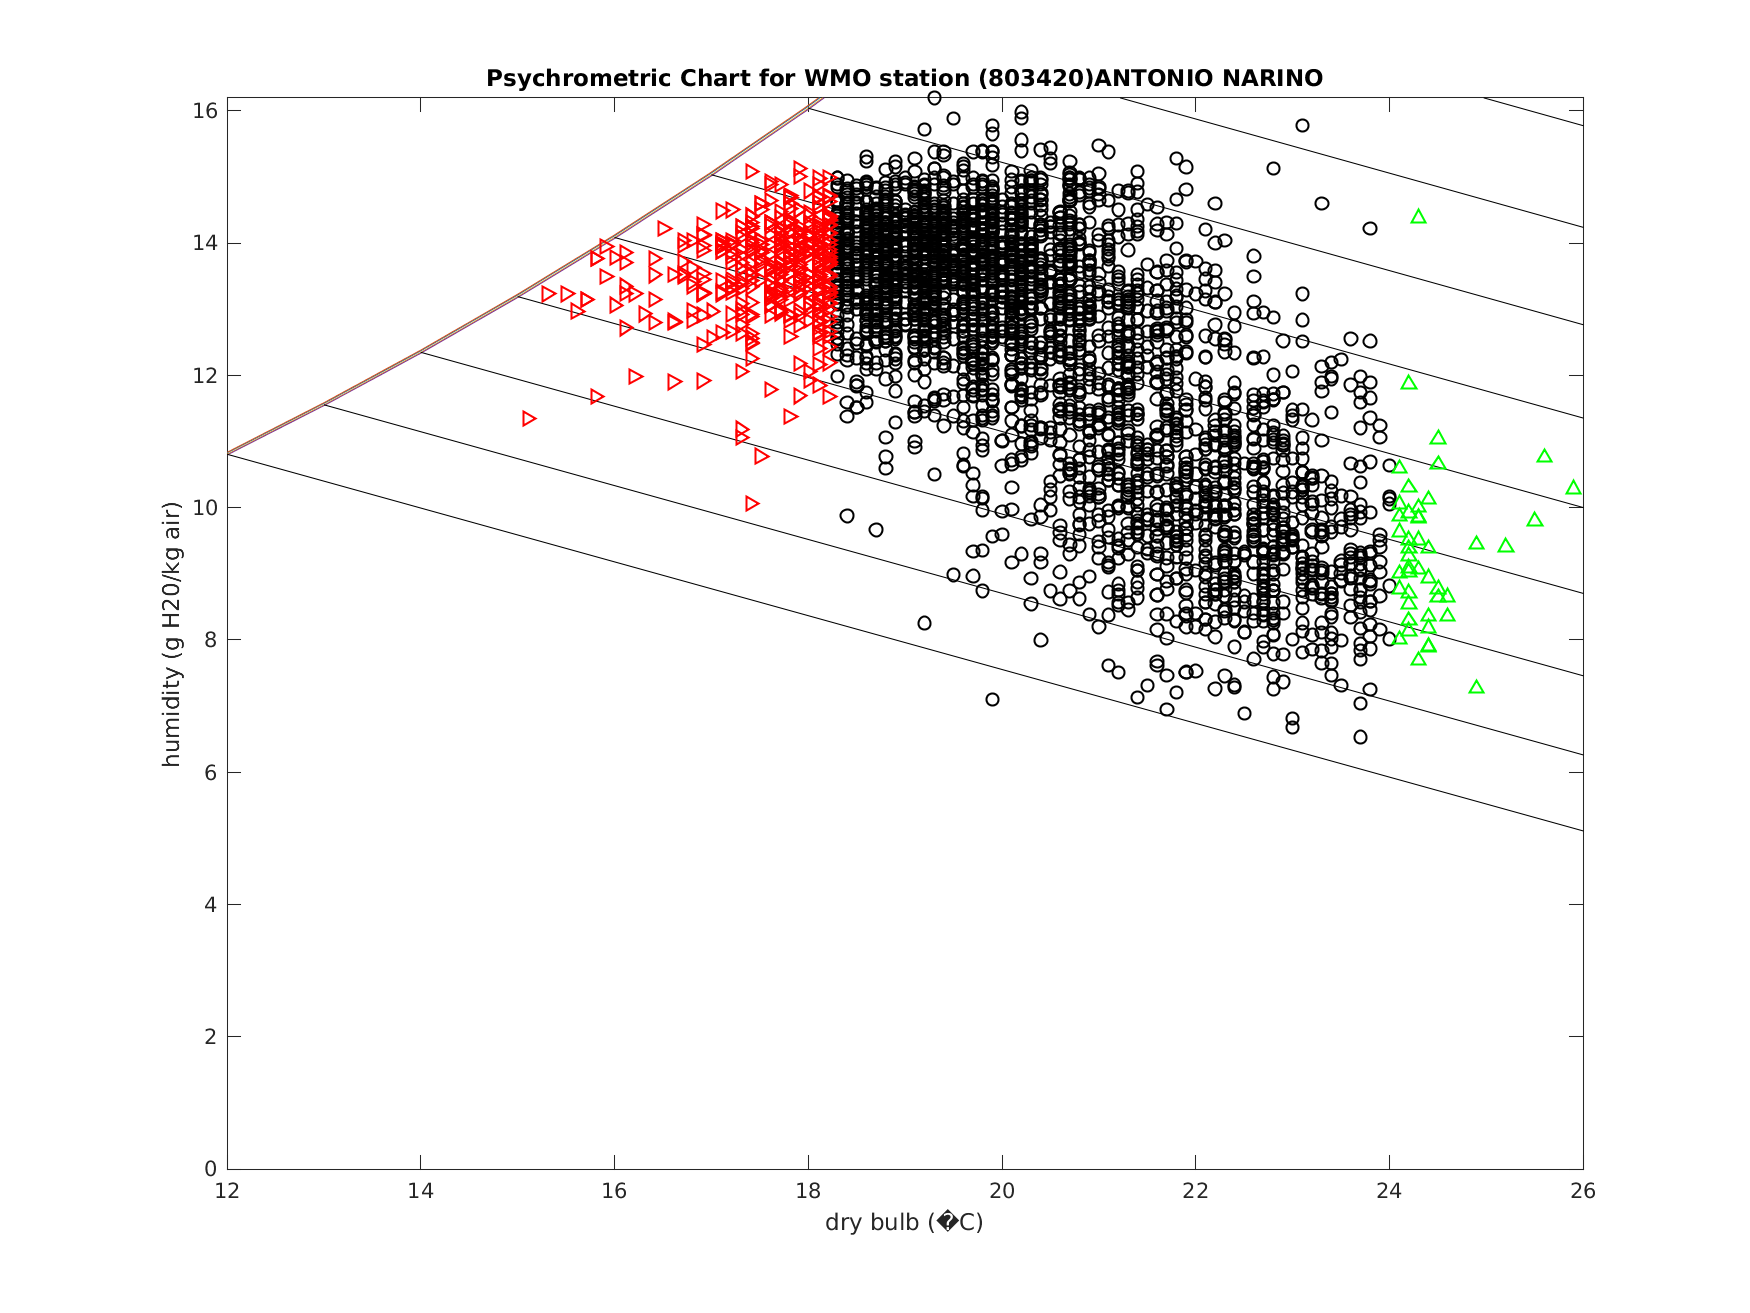 Psychrometric Chart for WMO station (803420)ANTONIO NARINO
humidity (g H20/kg air)
16
14
12
10
8
6
4
2
0
12 14 16 18 20 22 24 26
dry bulb (�C)